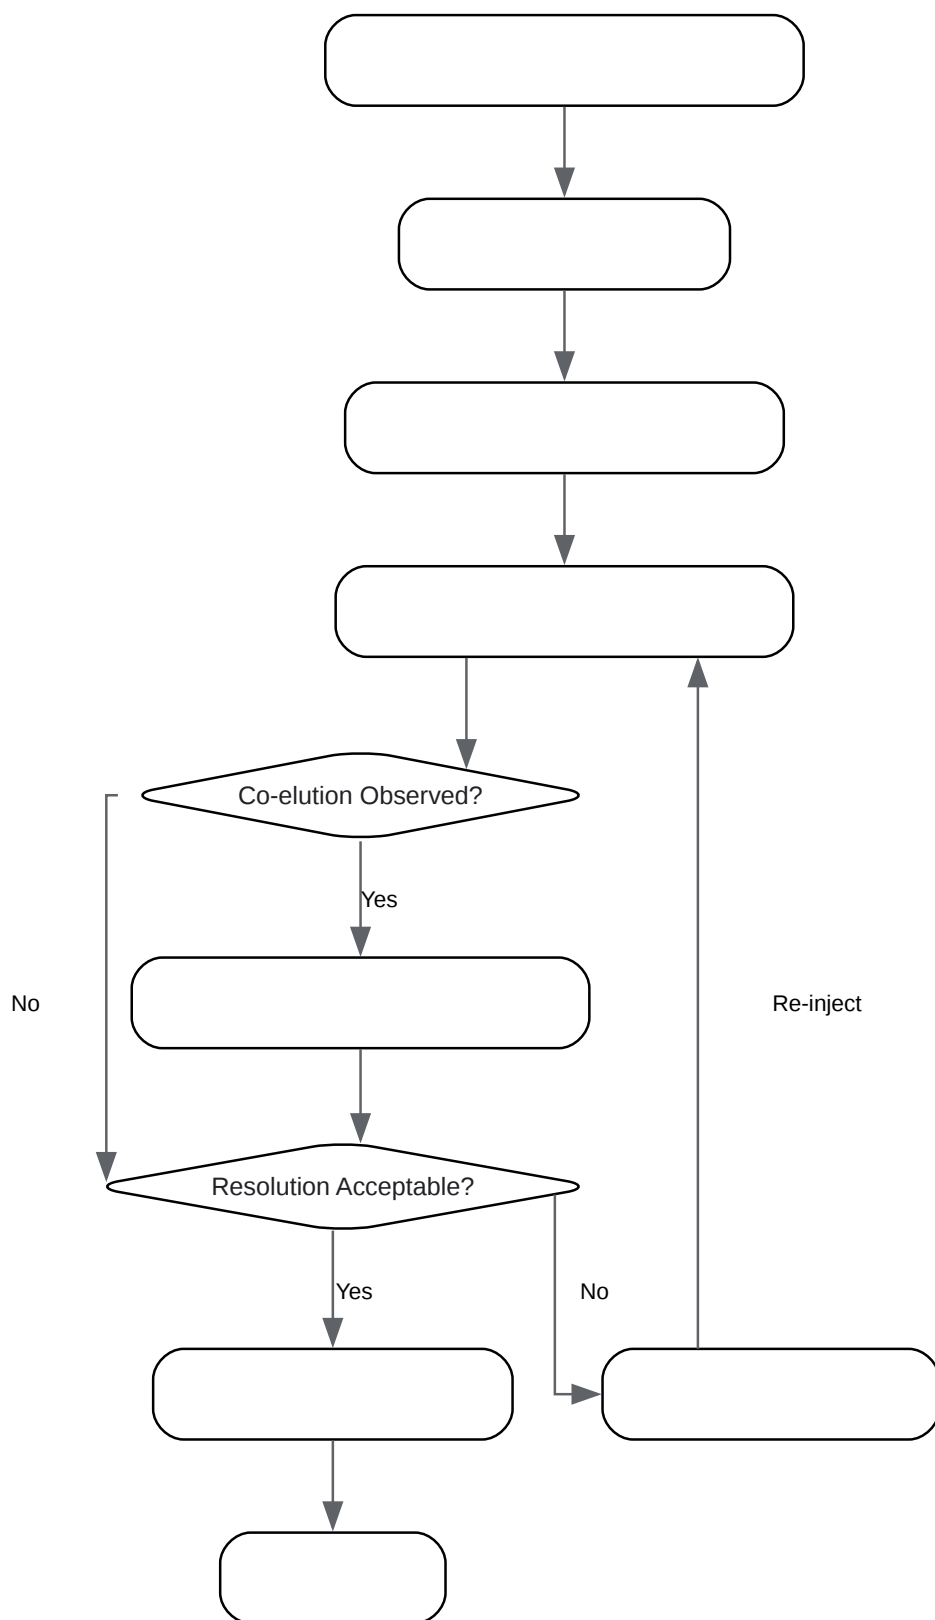 Co-elution Observed?
Yes
No
Re-inject
Resolution Acceptable?
Yes
No